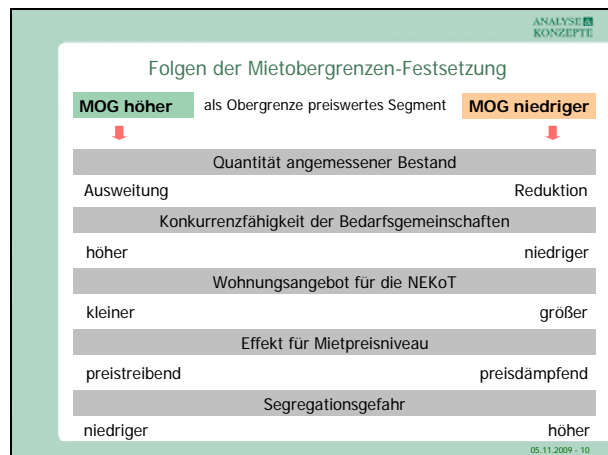 ANALYSE &
KONZEPTE
Folgen der Mietobergrenzen-Festsetzung
MOG höher als Obergrenze preiswertes Segment MOG niedriger
Quantität angemessener Bestand
Ausweitung Reduktion
Konkurrenzfähigkeit der Bedarfsgemeinschaften
höher niedriger
Wohnungsangebot für die NEKoT
kleiner größer
Effekt für Mietpreisniveau
preistreibend preisdämpfend
Segregationsgefahr
niedriger höher
05.11.2009 - 10